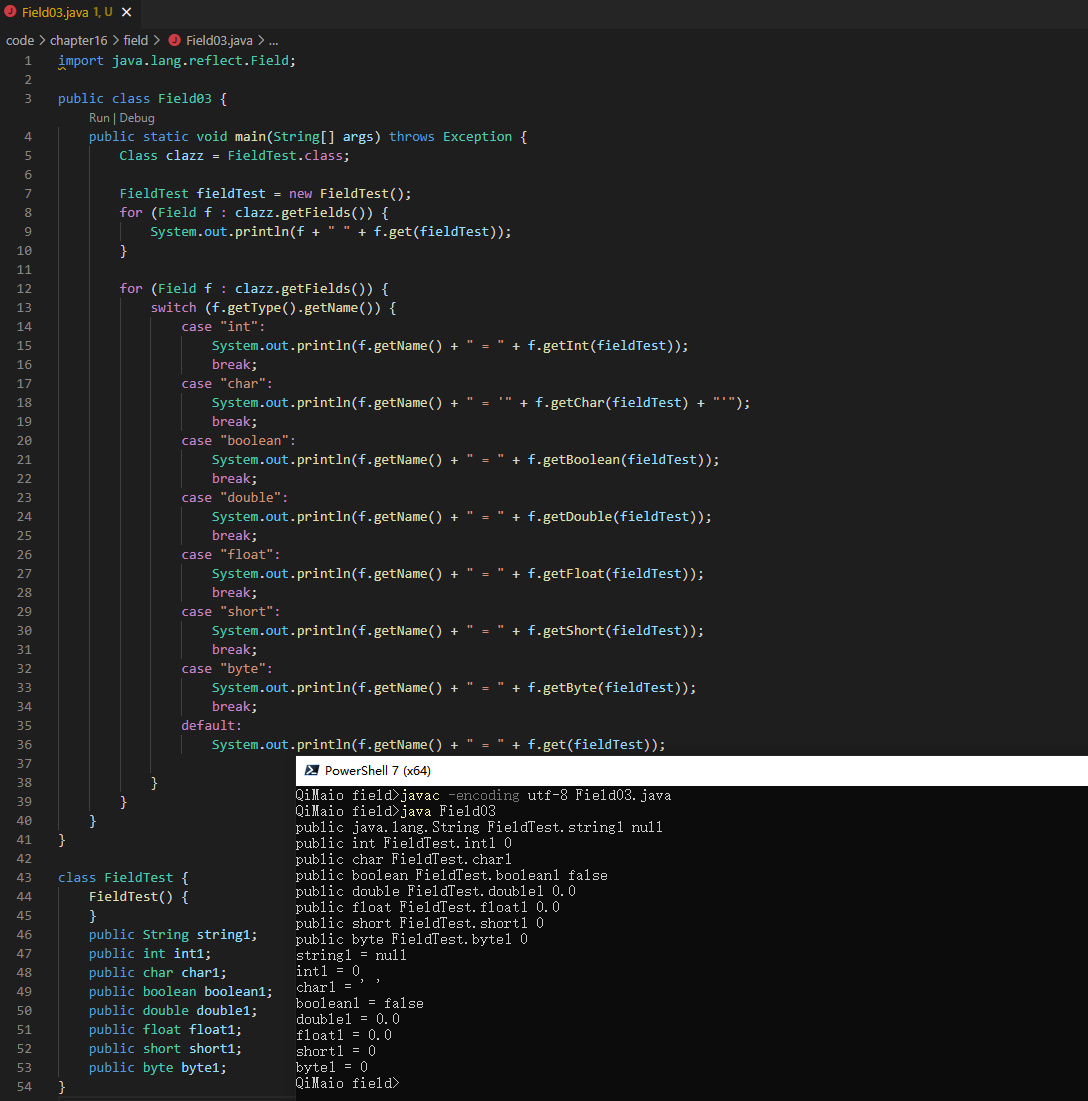 Field03.java 1, U
code > chapter16 > field > Field03.java > ...
1 import java.lang.reflect.Field;
2
3 public class Field03 {
Run | Debug
4 public static void main(String[] args) throws Exception {
5 Class clazz = FieldTest.class;
6
7 FieldTest fieldTest = new FieldTest();
8 for (Field f : clazz.getFields()) {
9 System.out.println(f + " " + f.get(fieldTest));
10 }
11
12 for (Field f : clazz.getFields()) {
13 switch (f.getType().getName()) {
14 case "int":
15 System.out.println(f.getName() + " = " + f.getInt(fieldTest));
16 break;
17 case "char":
18 System.out.println(f.getName() + " = '" + f.getChar(fieldTest) + "'");
19 break;
20 case "boolean":
21 System.out.println(f.getName() + " = " + f.getBoolean(fieldTest));
22 break;
23 case "double":
24 System.out.println(f.getName() + " = " + f.getDouble(fieldTest));
25 break;
26 case "float":
27 System.out.println(f.getName() + " = " + f.getFloat(fieldTest));
28 break;
29 case "short":
30 System.out.println(f.getName() + " = " + f.getShort(fieldTest));
31 break;
32 case "byte":
33 System.out.println(f.getName() + " = " + f.getByte(fieldTest));
34 break;
35 default:
36 System.out.println(f.getName() + " = " + f.get(fieldTest));
37
38 }
39 }
40 }
41 }
42
43 class FieldTest {
44 FieldTest() {
45 }
46 public String string1;
47 public int int1;
48 public char char1;
49 public boolean boolean1;
50 public double double1;
51 public float float1;
52 public short short1;
53 public byte byte1;
54 }
PowerShell 7 (x64)
QiMaio field>javac -encoding utf-8 Field03.java
QiMaio field>java Field03
public java.lang.String FieldTest.string1 null
public int FieldTest.int1 0
public char FieldTest.char1
public boolean FieldTest.boolean1 false
public double FieldTest.double1 0.0
public float FieldTest.float1 0.0
public short FieldTest.short1 0
public byte FieldTest.byte1 0
string1 = null
int1 = 0
char1 = ' '
boolean1 = false
double1 = 0.0
float1 = 0.0
short1 = 0
byte1 = 0
QiMaio field>